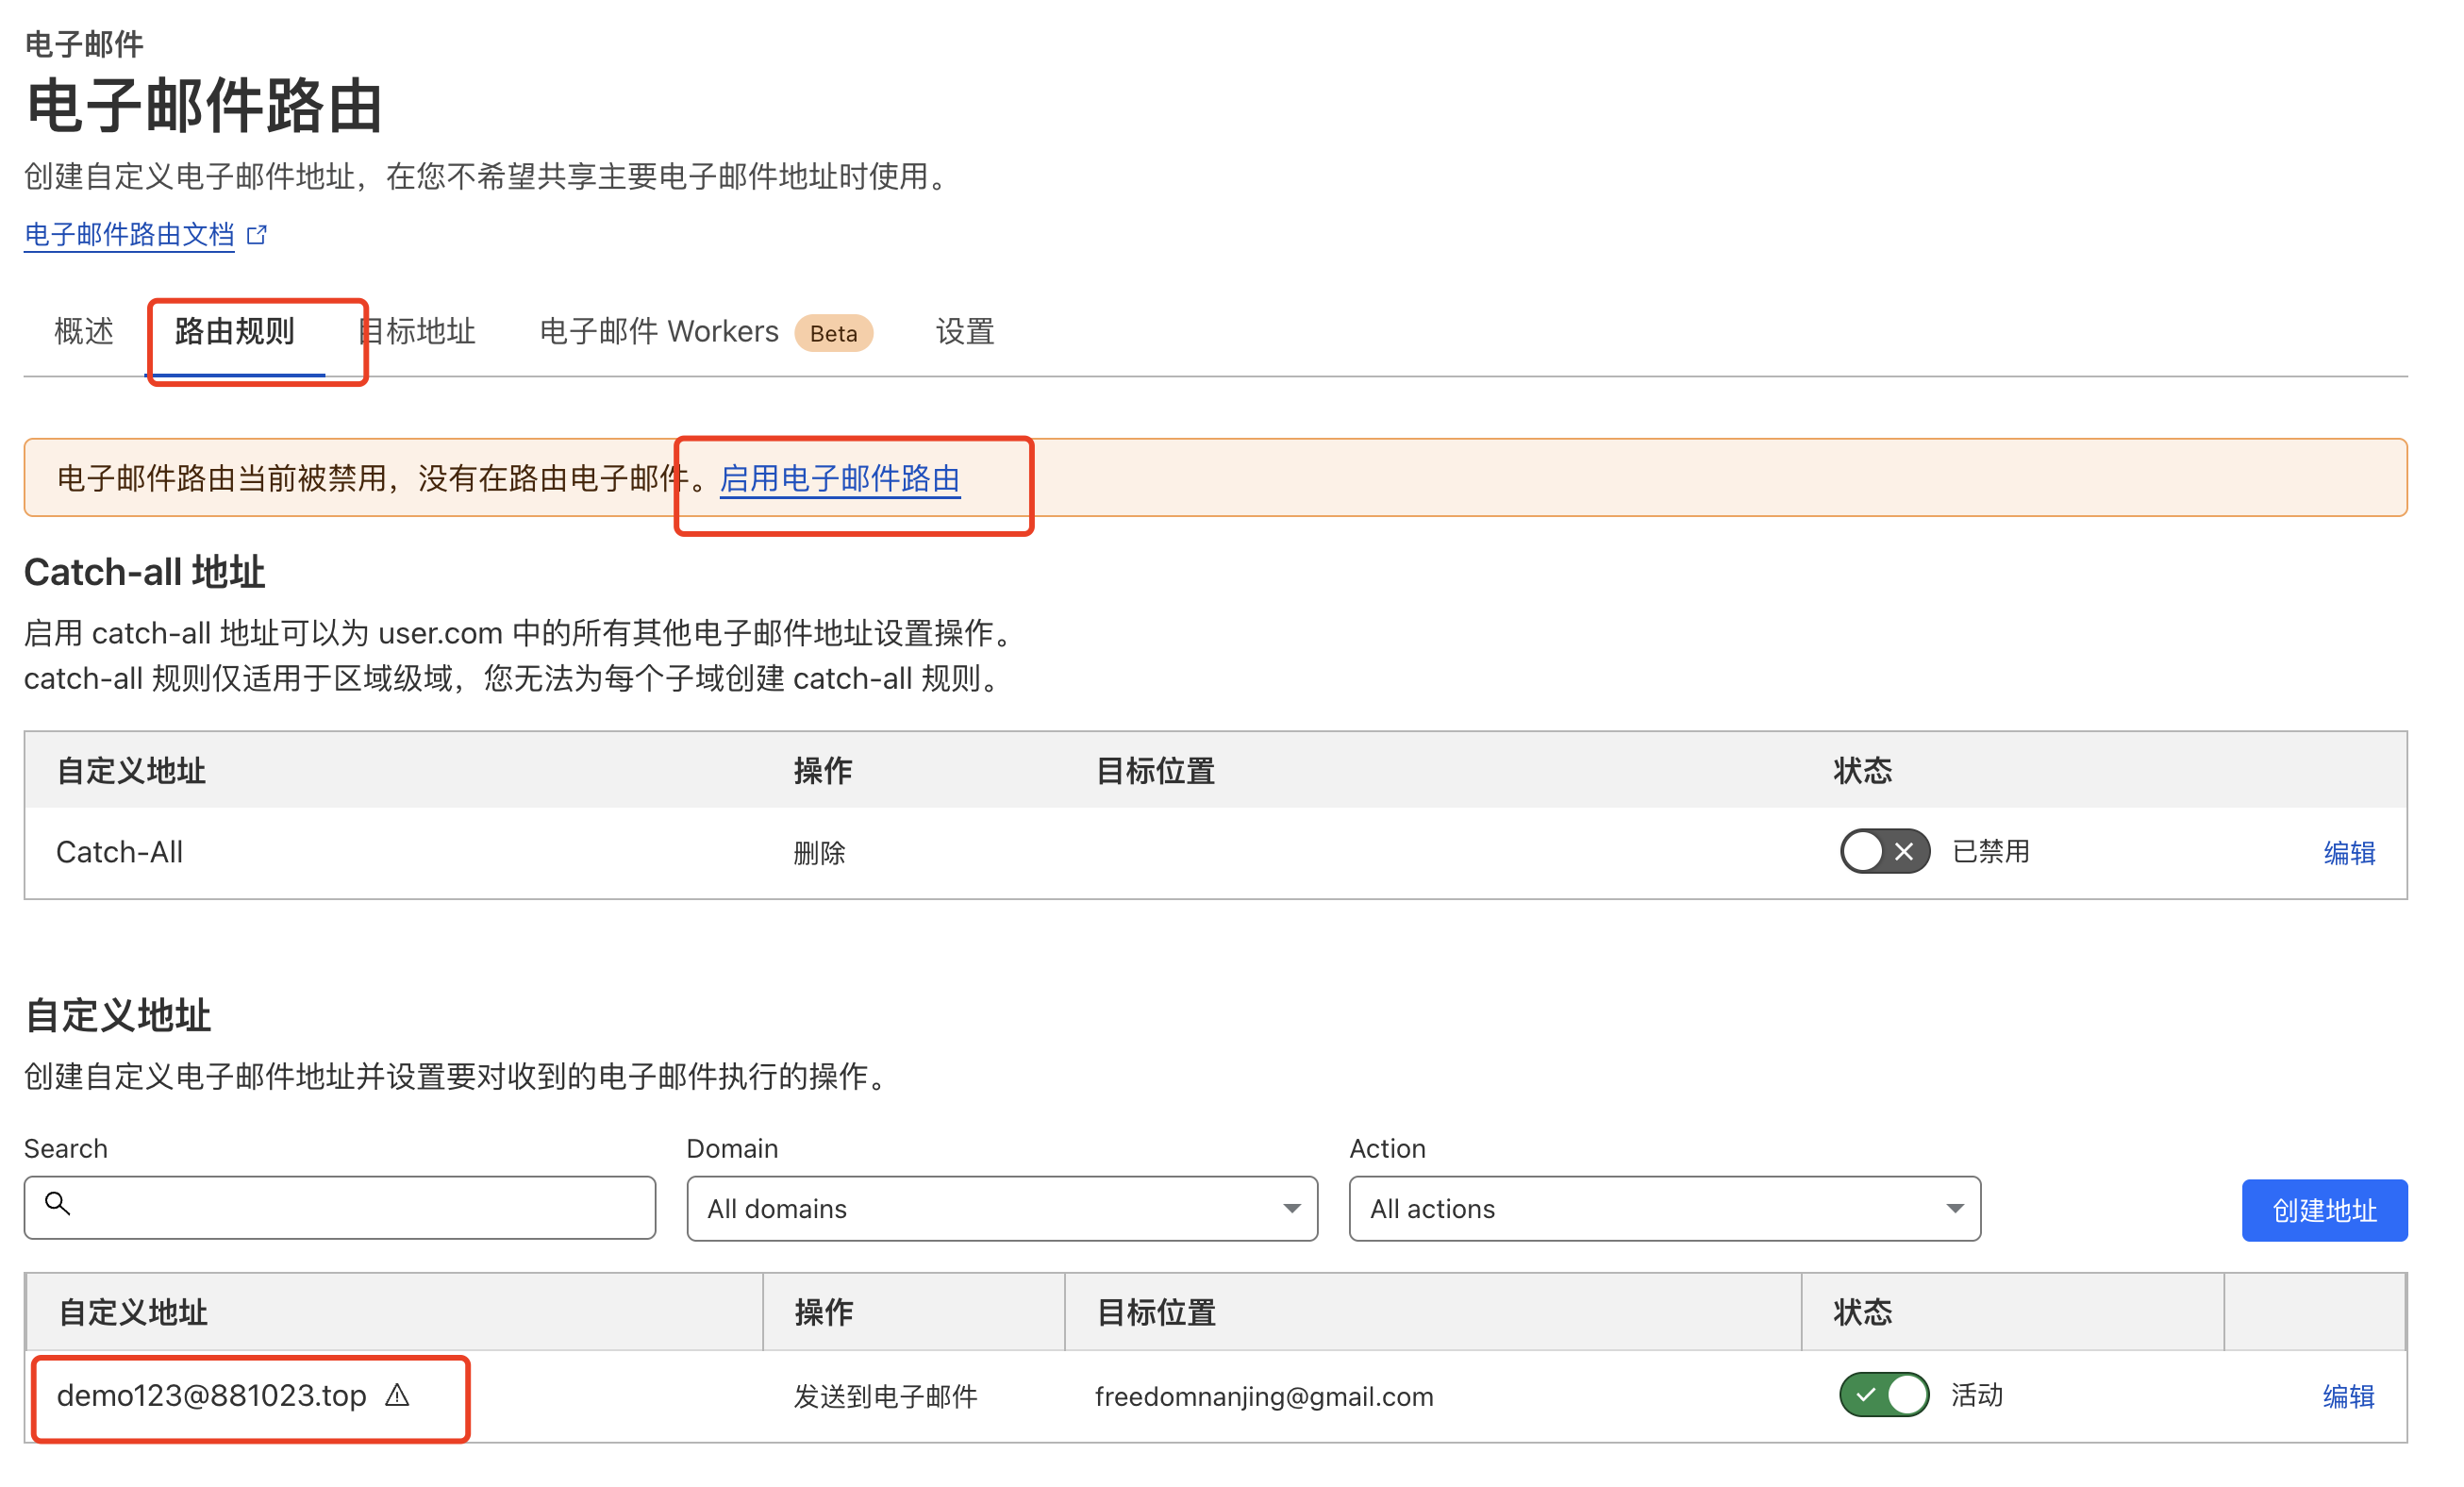 电子邮件
电子邮件路由
创建自定义电子邮件地址，在您不希望共享主要电子邮件地址时使用。
电子邮件路由文档
概述 路由规则 目标地址 电子邮件 Workers Beta 设置
电子邮件路由当前被禁用，没有在路由电子邮件。启用电子邮件路由
Catch-all 地址
启用 catch-all 地址可以为 user.com 中的所有其他电子邮件地址设置操作。
catch-all 规则仅适用于区域级域，您无法为每个子域创建 catch-all 规则。
自定义地址 操作 目标位置 状态
Catch-All 删除 已禁用 编辑
自定义地址
创建自定义电子邮件地址并设置要对收到的电子邮件执行的操作。
Search Domain Action
All domains All actions 创建地址
自定义地址 操作 目标位置 状态
demo123@881023.top 发送到电子邮件 freedomnanjing@gmail.com 活动 编辑